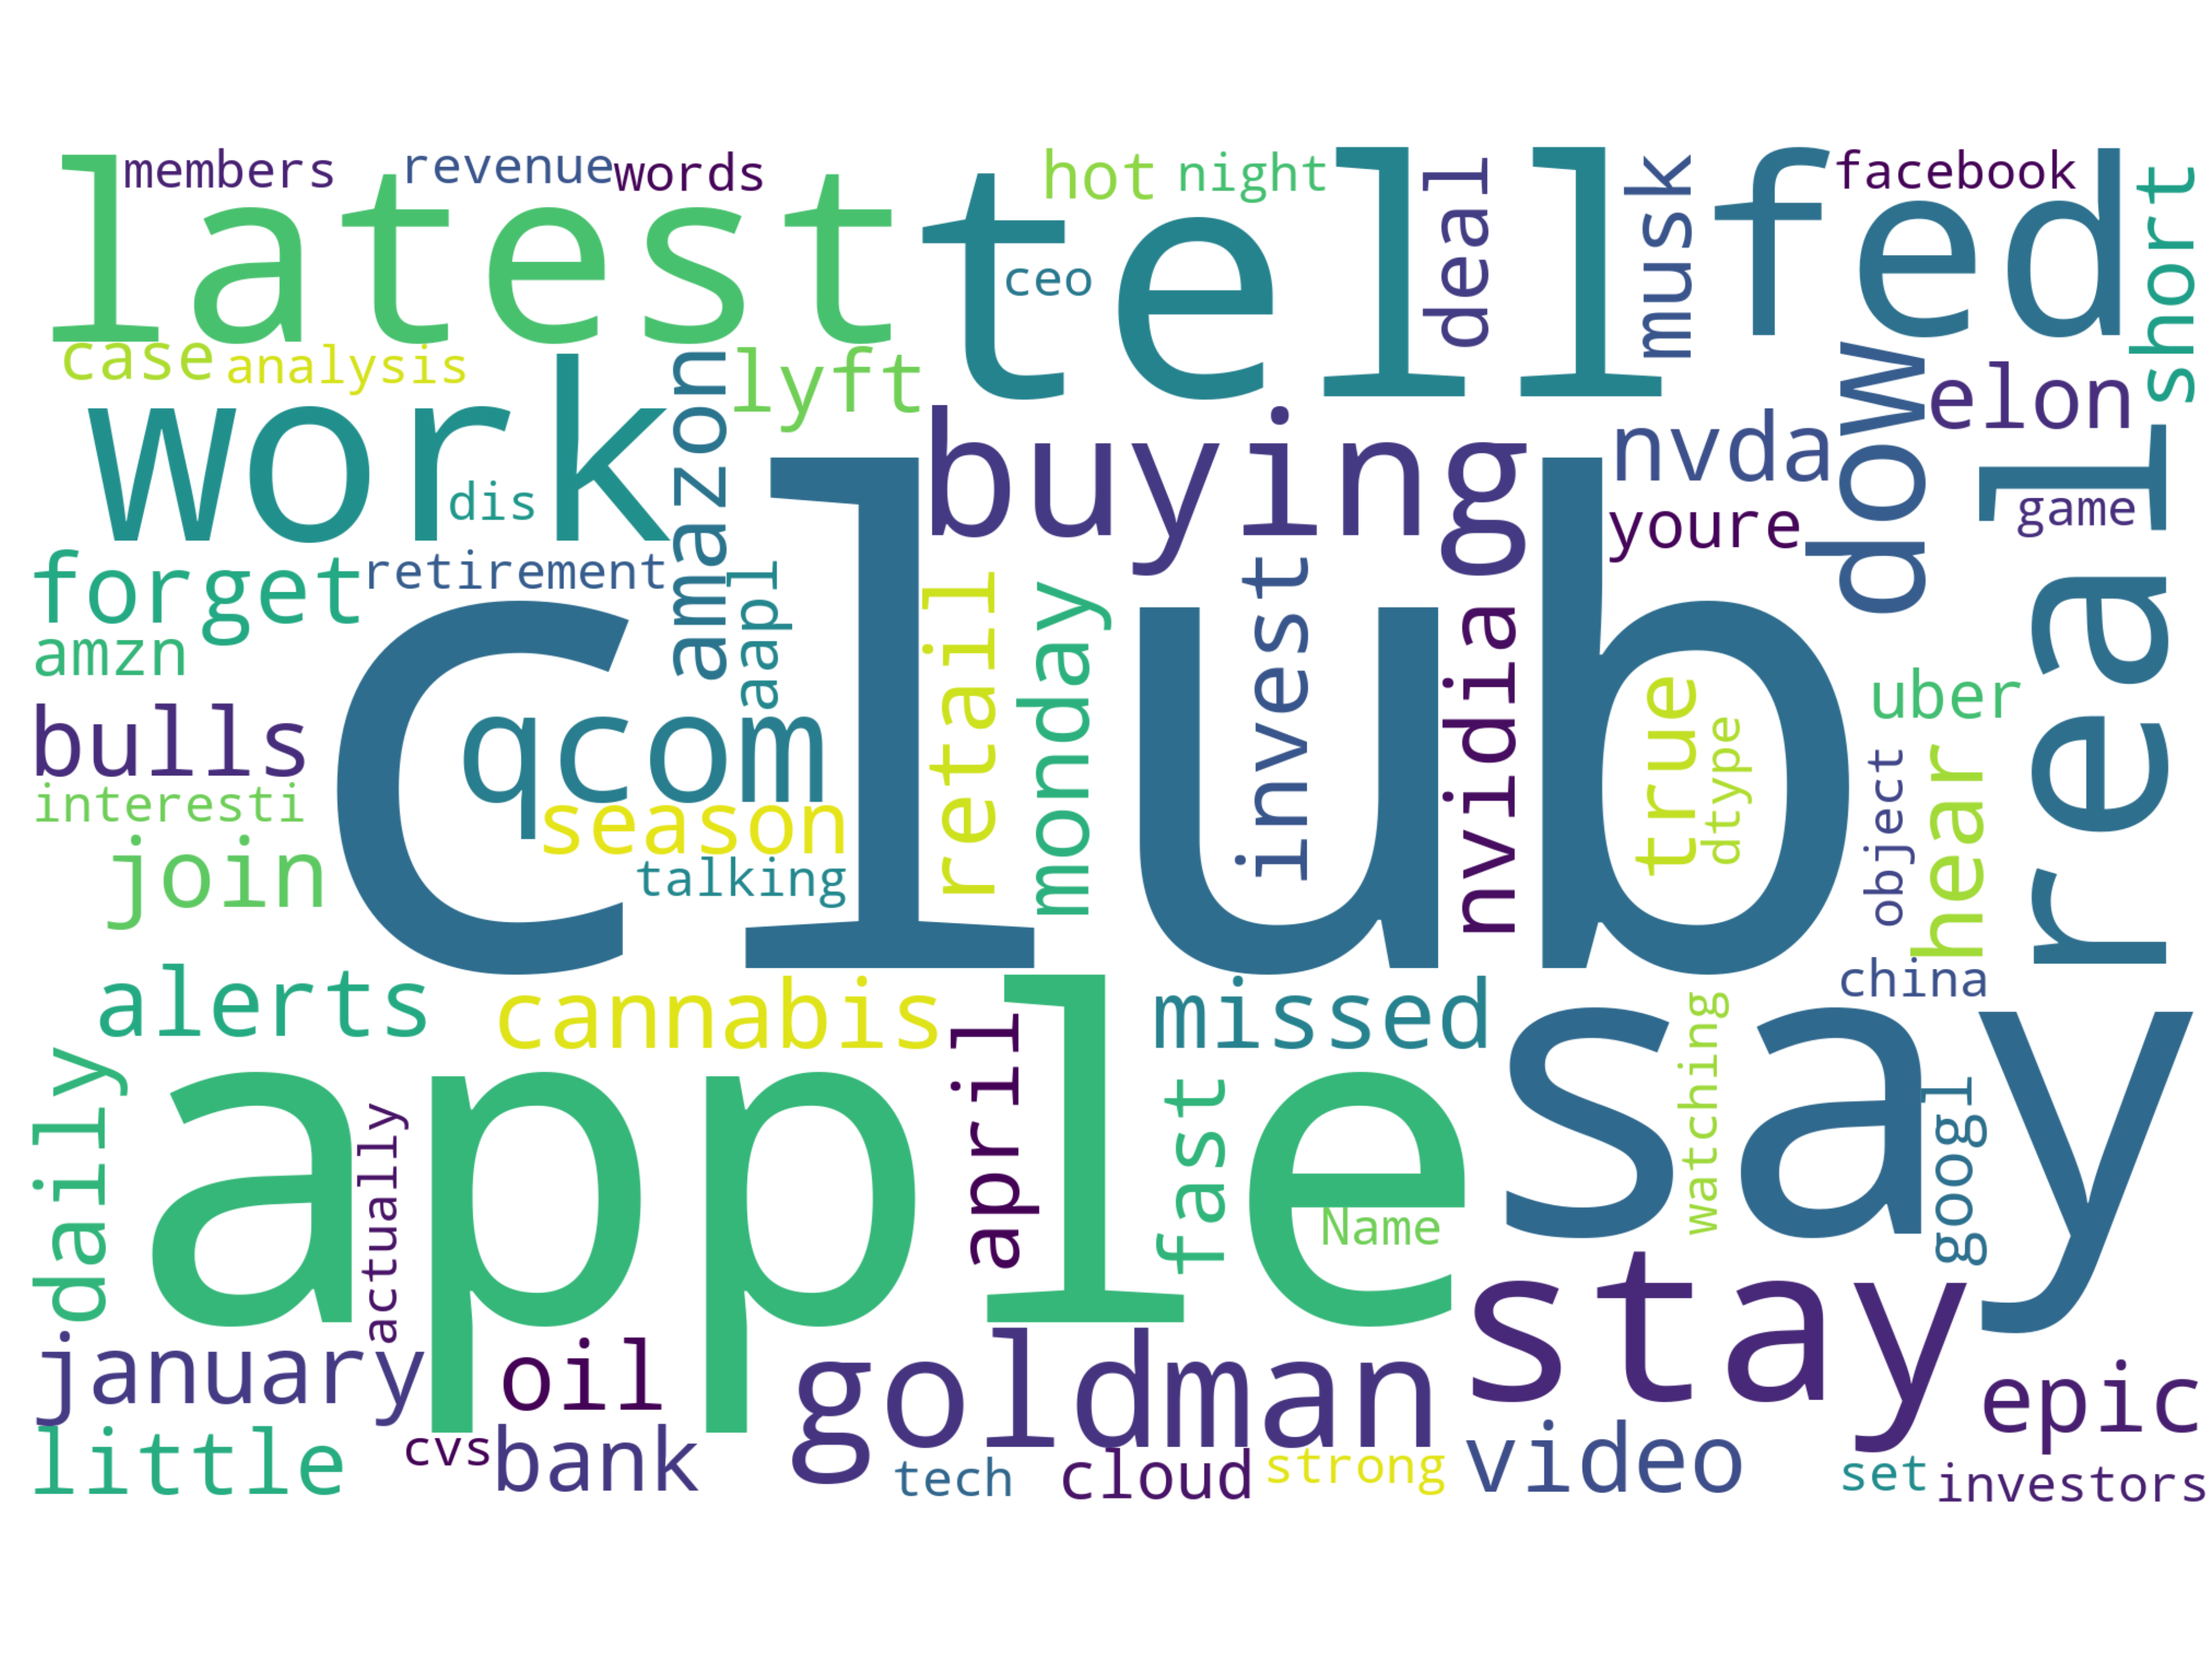 members
revenue
words
hot
night
deal
musk
facebook
short
latest
tell
fed
ceo
case
analysis
amazon
lyft
dow
elon
work
buying
nvda
real
dis
youre
game
forget
retirement
aapl
retail
monday
invest
nvidia
amzn
club
true
dtype
uber
bulls
qcom
object
hear
interesti
season
join
talking
china
alerts
cannabis
april
missed
watching
say
daily
actually
apple
fast
googl
Name
stay
january
oil
goldman
epic
little
cvs
bank
tech
cloud
strong
video
set
investors